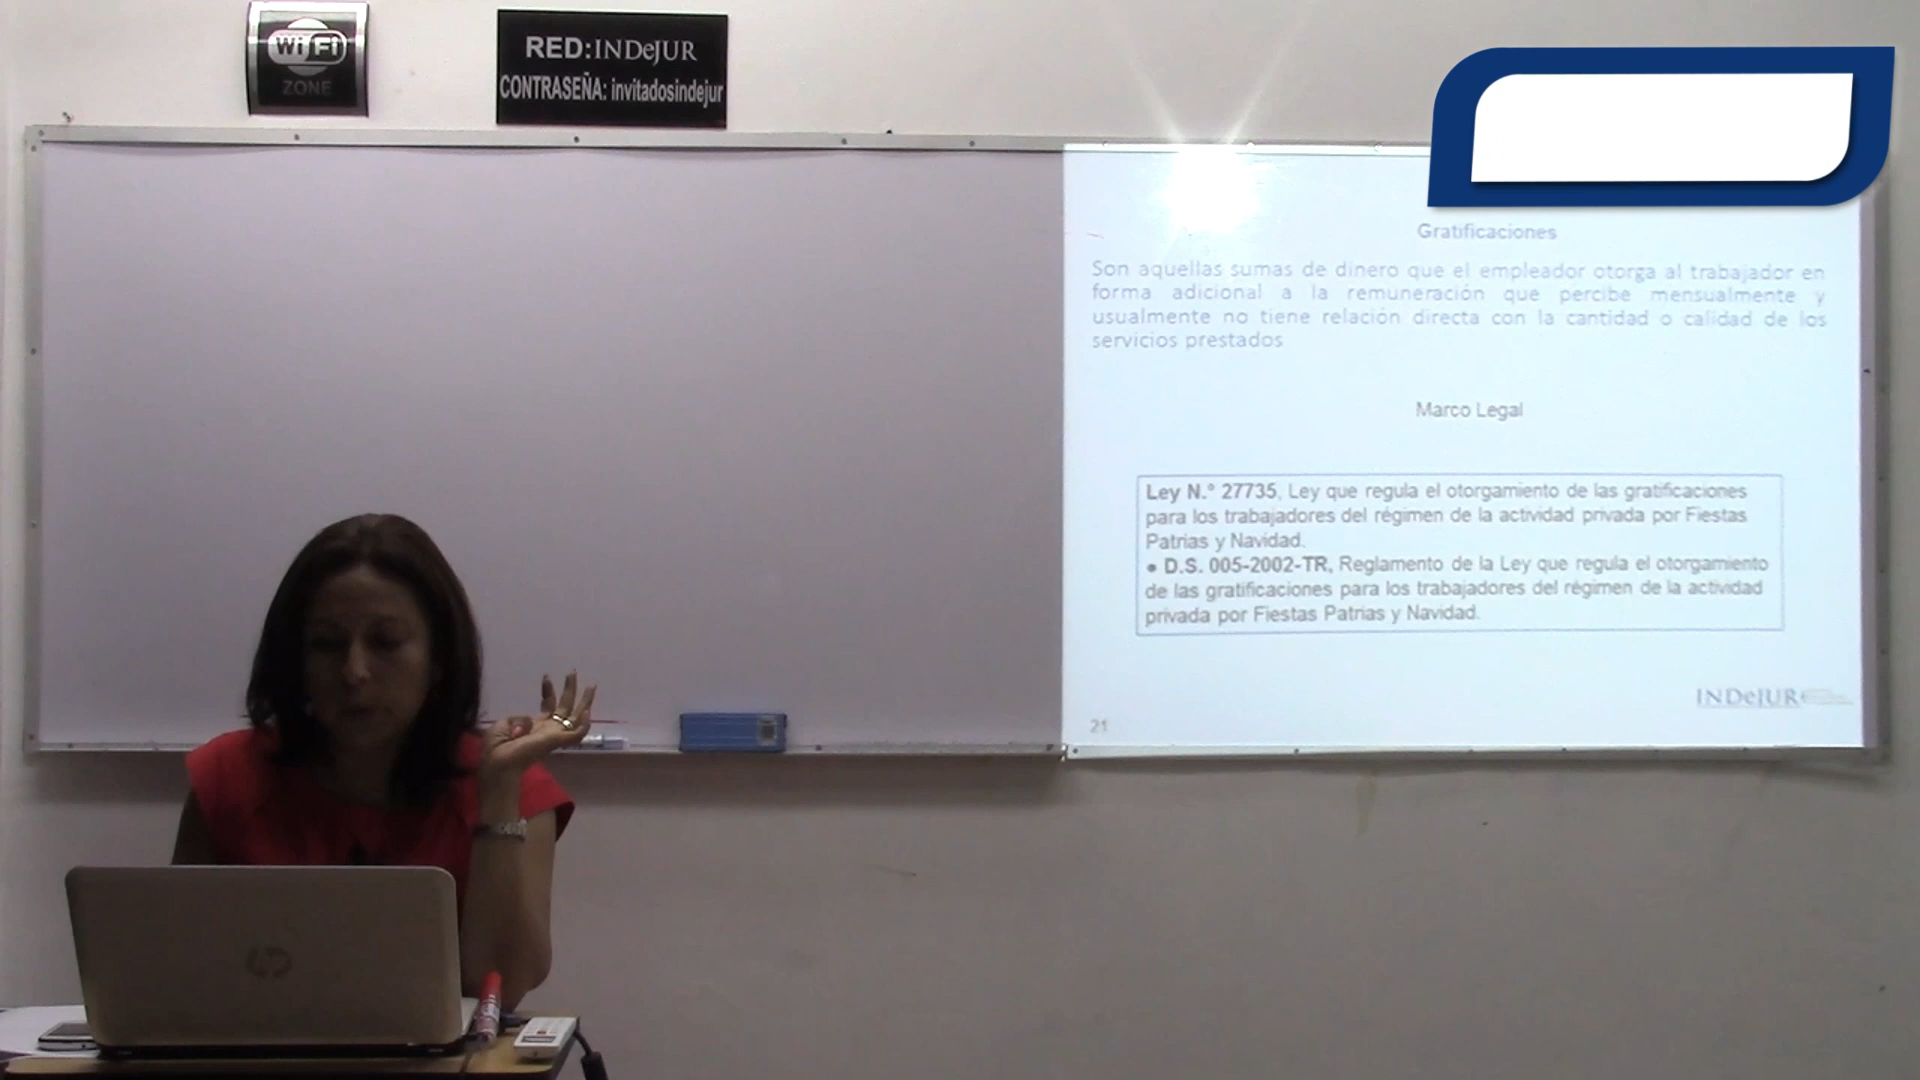 WiFi
ZONE
RED:INDeJUR
CONTRASEÑA: invitadosindejur
Gratificaciones
Son aquellas sumas de dinero que el empleador otorga al trabajador en
forma adicional a la remuneración que percibe mensualmente y
usualmente no tiene relación directa con la cantidad o calidad de los
servicios prestados
Marco Legal
Ley N.° 27735, Ley que regula el otorgamiento de las gratificaciones
para los trabajadores del régimen de la actividad privada por Fiestas
Patrias y Navidad.
● D.S. 005-2002-TR, Reglamento de la Ley que regula el otorgamiento
de las gratificaciones para los trabajadores del régimen de la actividad
privada por Fiestas Patrias y Navidad.
INDeJUR
21
hp